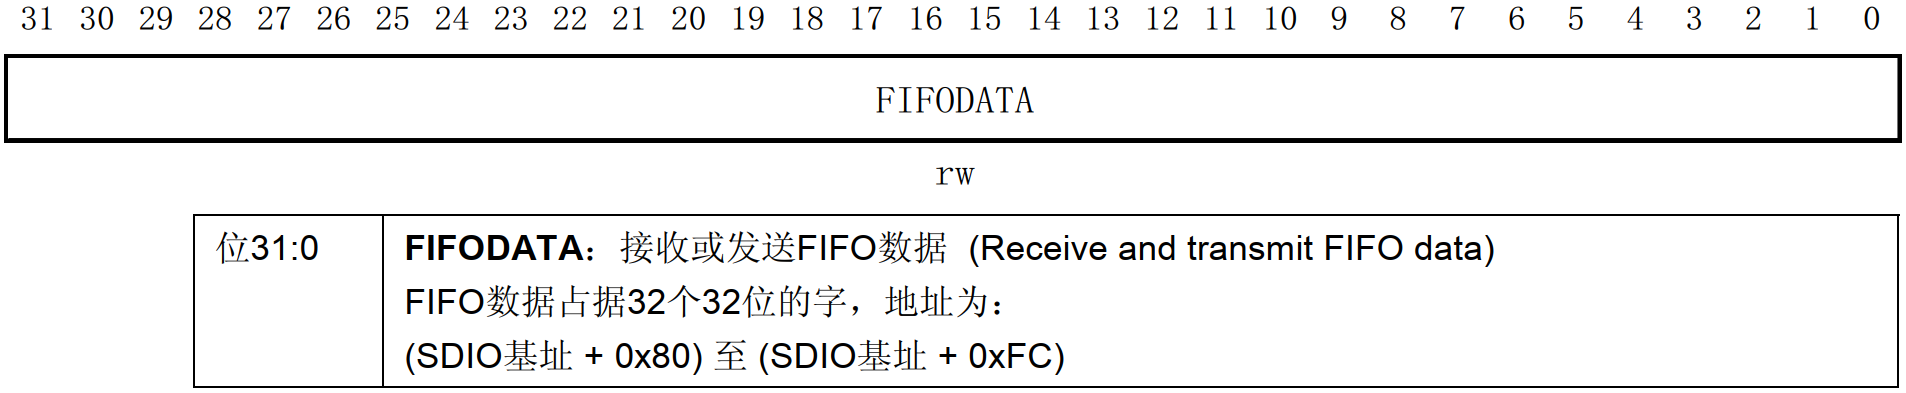 31 30 29 28 27 26 25 24 23 22 21 20 19 18 17 16 15 14 13 12 11 10 9 8 7 6 5 4 3 2 1 0
FIFODATA
rw
位31:0
FIFODATA：接收或发送FIFO数据 (Receive and transmit FIFO data)
FIFO数据占据32个32位的字，地址为：
(SDIO基址 + 0x80) 至 (SDIO基址 + 0xFC)